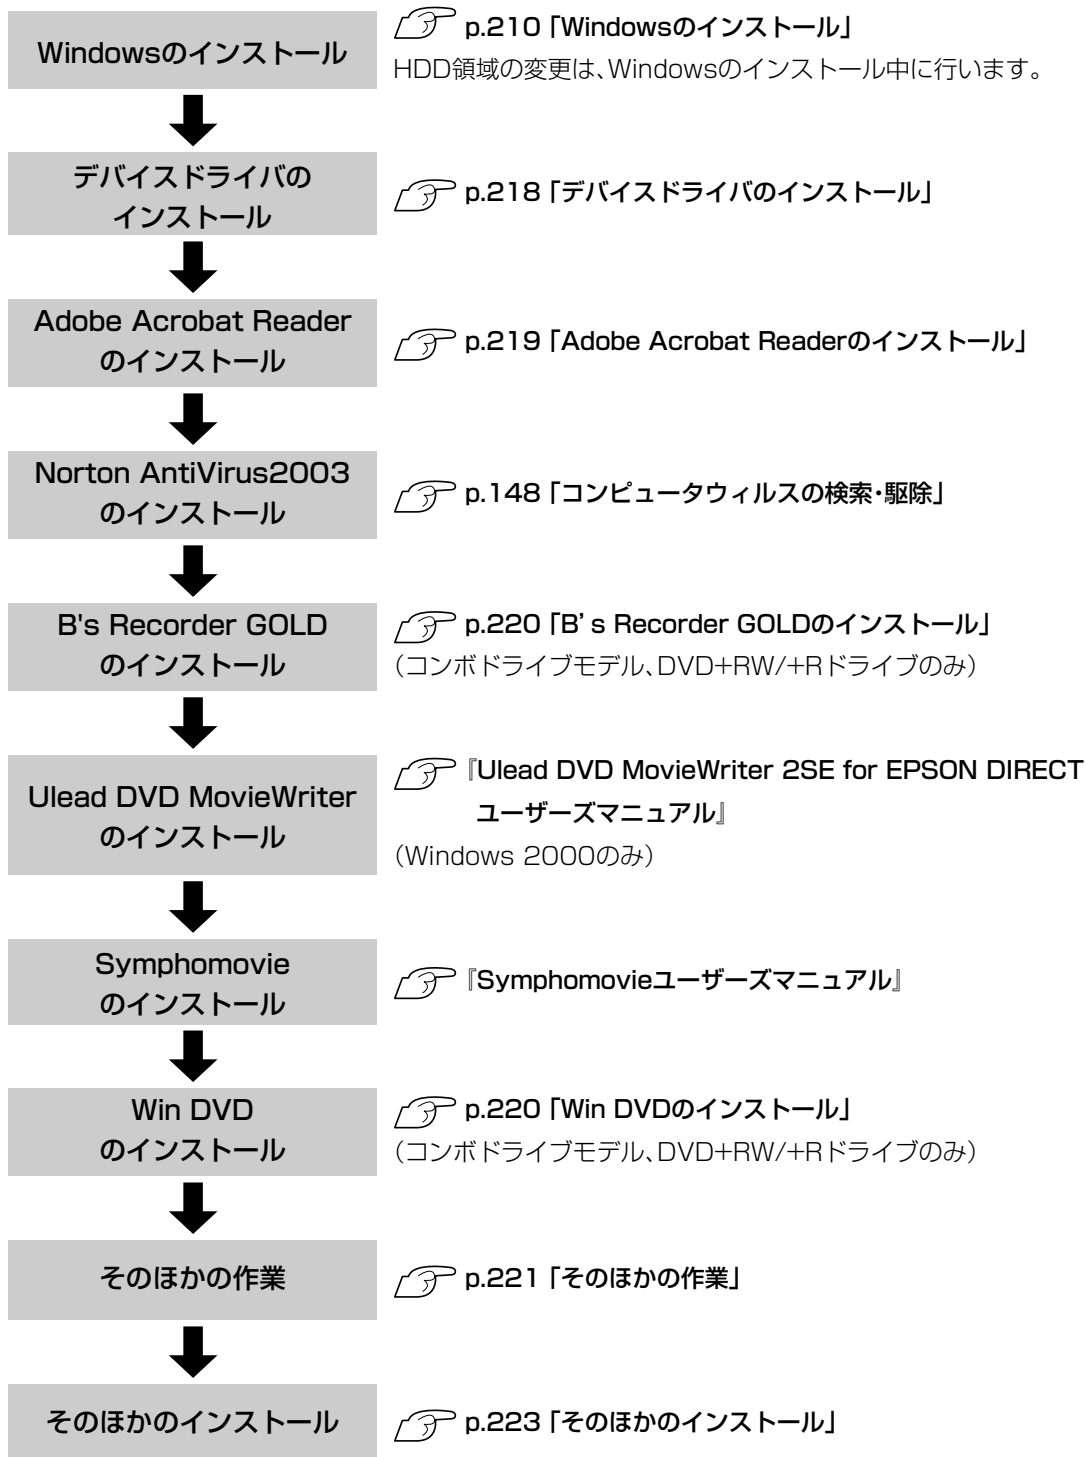 Windowsのインストール
p.210「Windowsのインストール」
HDD領域の変更は、Windowsのインストール中に行います。
デバイスドライバの
インストール
p.218「デバイスドライバのインストール」
Adobe Acrobat Reader
のインストール
p.219「Adobe Acrobat Readerのインストール」
Norton AntiVirus2003
のインストール
p.148「コンピュータウィルスの検索・駆除」
B's Recorder GOLD
のインストール
p.220「B’s Recorder GOLDのインストール」
（コンボドライブモデル、DVD+RW/+Rドライブのみ）
Ulead DVD MovieWriter
のインストール
『Ulead DVD MovieWriter 2SE for EPSON DIRECT
ユーザーズマニュアル』
（Windows 2000のみ）
Symphomovie
のインストール
『Symphomovieユーザーズマニュアル』
Win DVD
のインストール
p.220「Win DVDのインストール」
（コンボドライブモデル、DVD+RW/+Rドライブのみ）
そのほかの作業
p.221「そのほかの作業」
そのほかのインストール
p.223「そのほかのインストール」